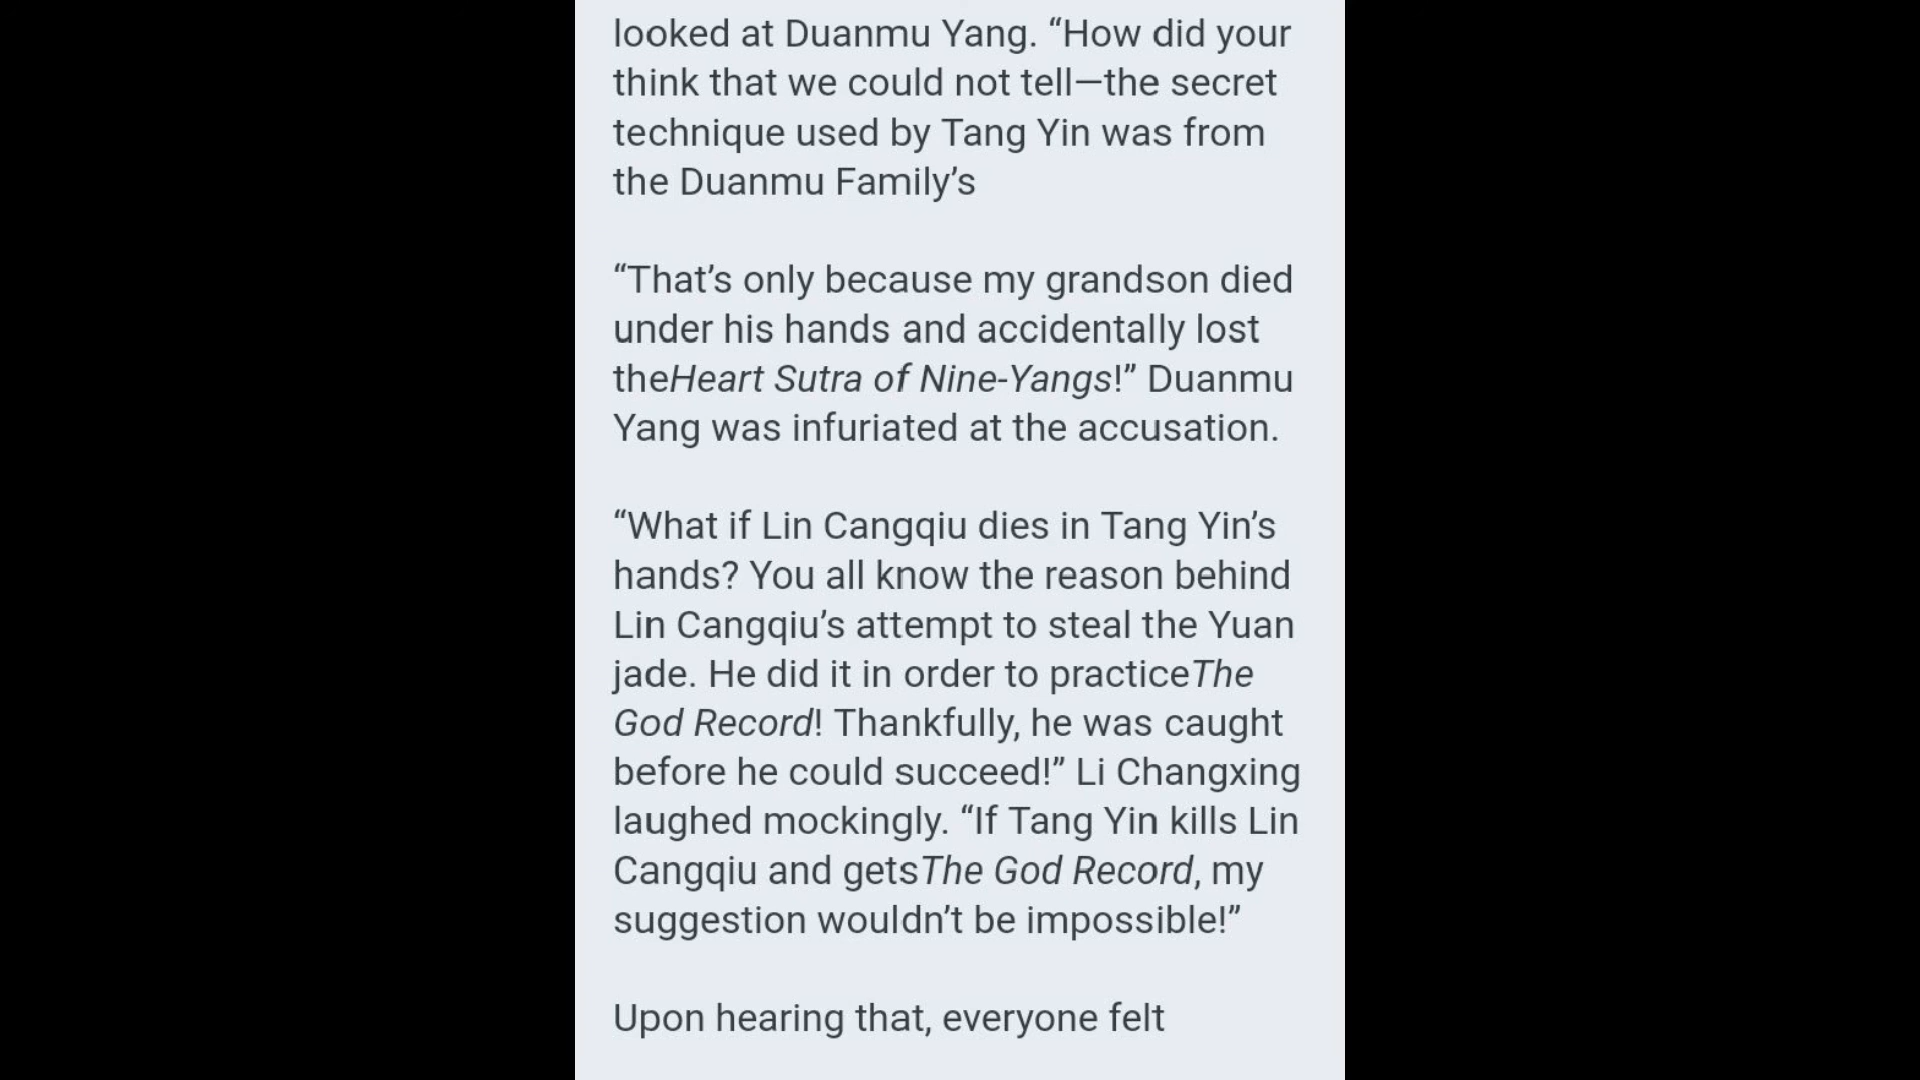 looked at Duanmu Yang. “How did your
think that we could not tell—the secret
technique used by Tang Yin was from
the Duanmu Family’s
“That’s only because my grandson died
under his hands and accidentally lost
theHeart Sutra of Nine-Yangs!” Duanmu
Yang was infuriated at the accusation.
“What if Lin Cangqiu dies in Tang Yin’s
hands? You all know the reason behind
Lin Cangqiu’s attempt to steal the Yuan
jade. He did it in order to practiceThe
God Record! Thankfully, he was caught
before he could succeed!” Li Changxing
laughed mockingly. “If Tang Yin kills Lin
Cangqiu and getsThe God Record, my
suggestion wouldn’t be impossible!”
Upon hearing that, everyone felt